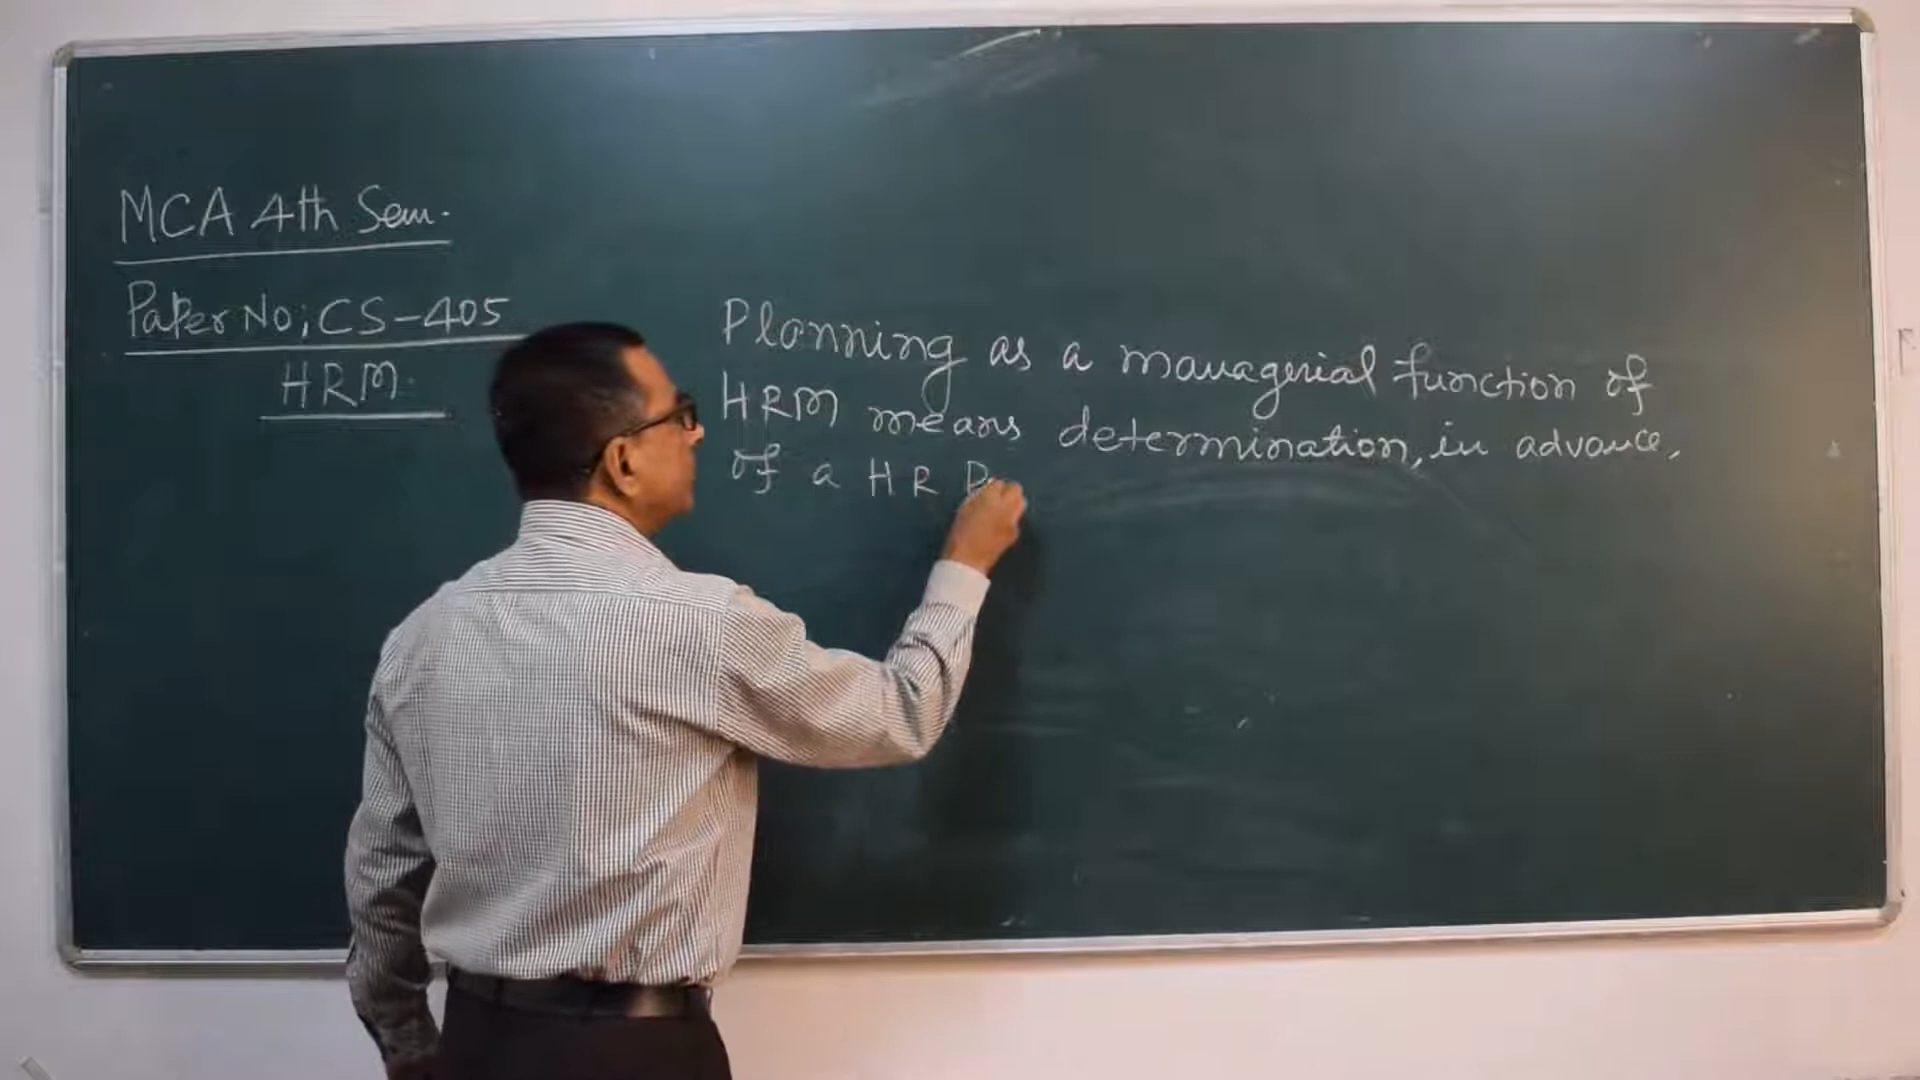 MCA 4th Sem.
Paper No; CS-405
HRM.
Planning as a managerial function of
HRM means determination, in advance,
of a HR